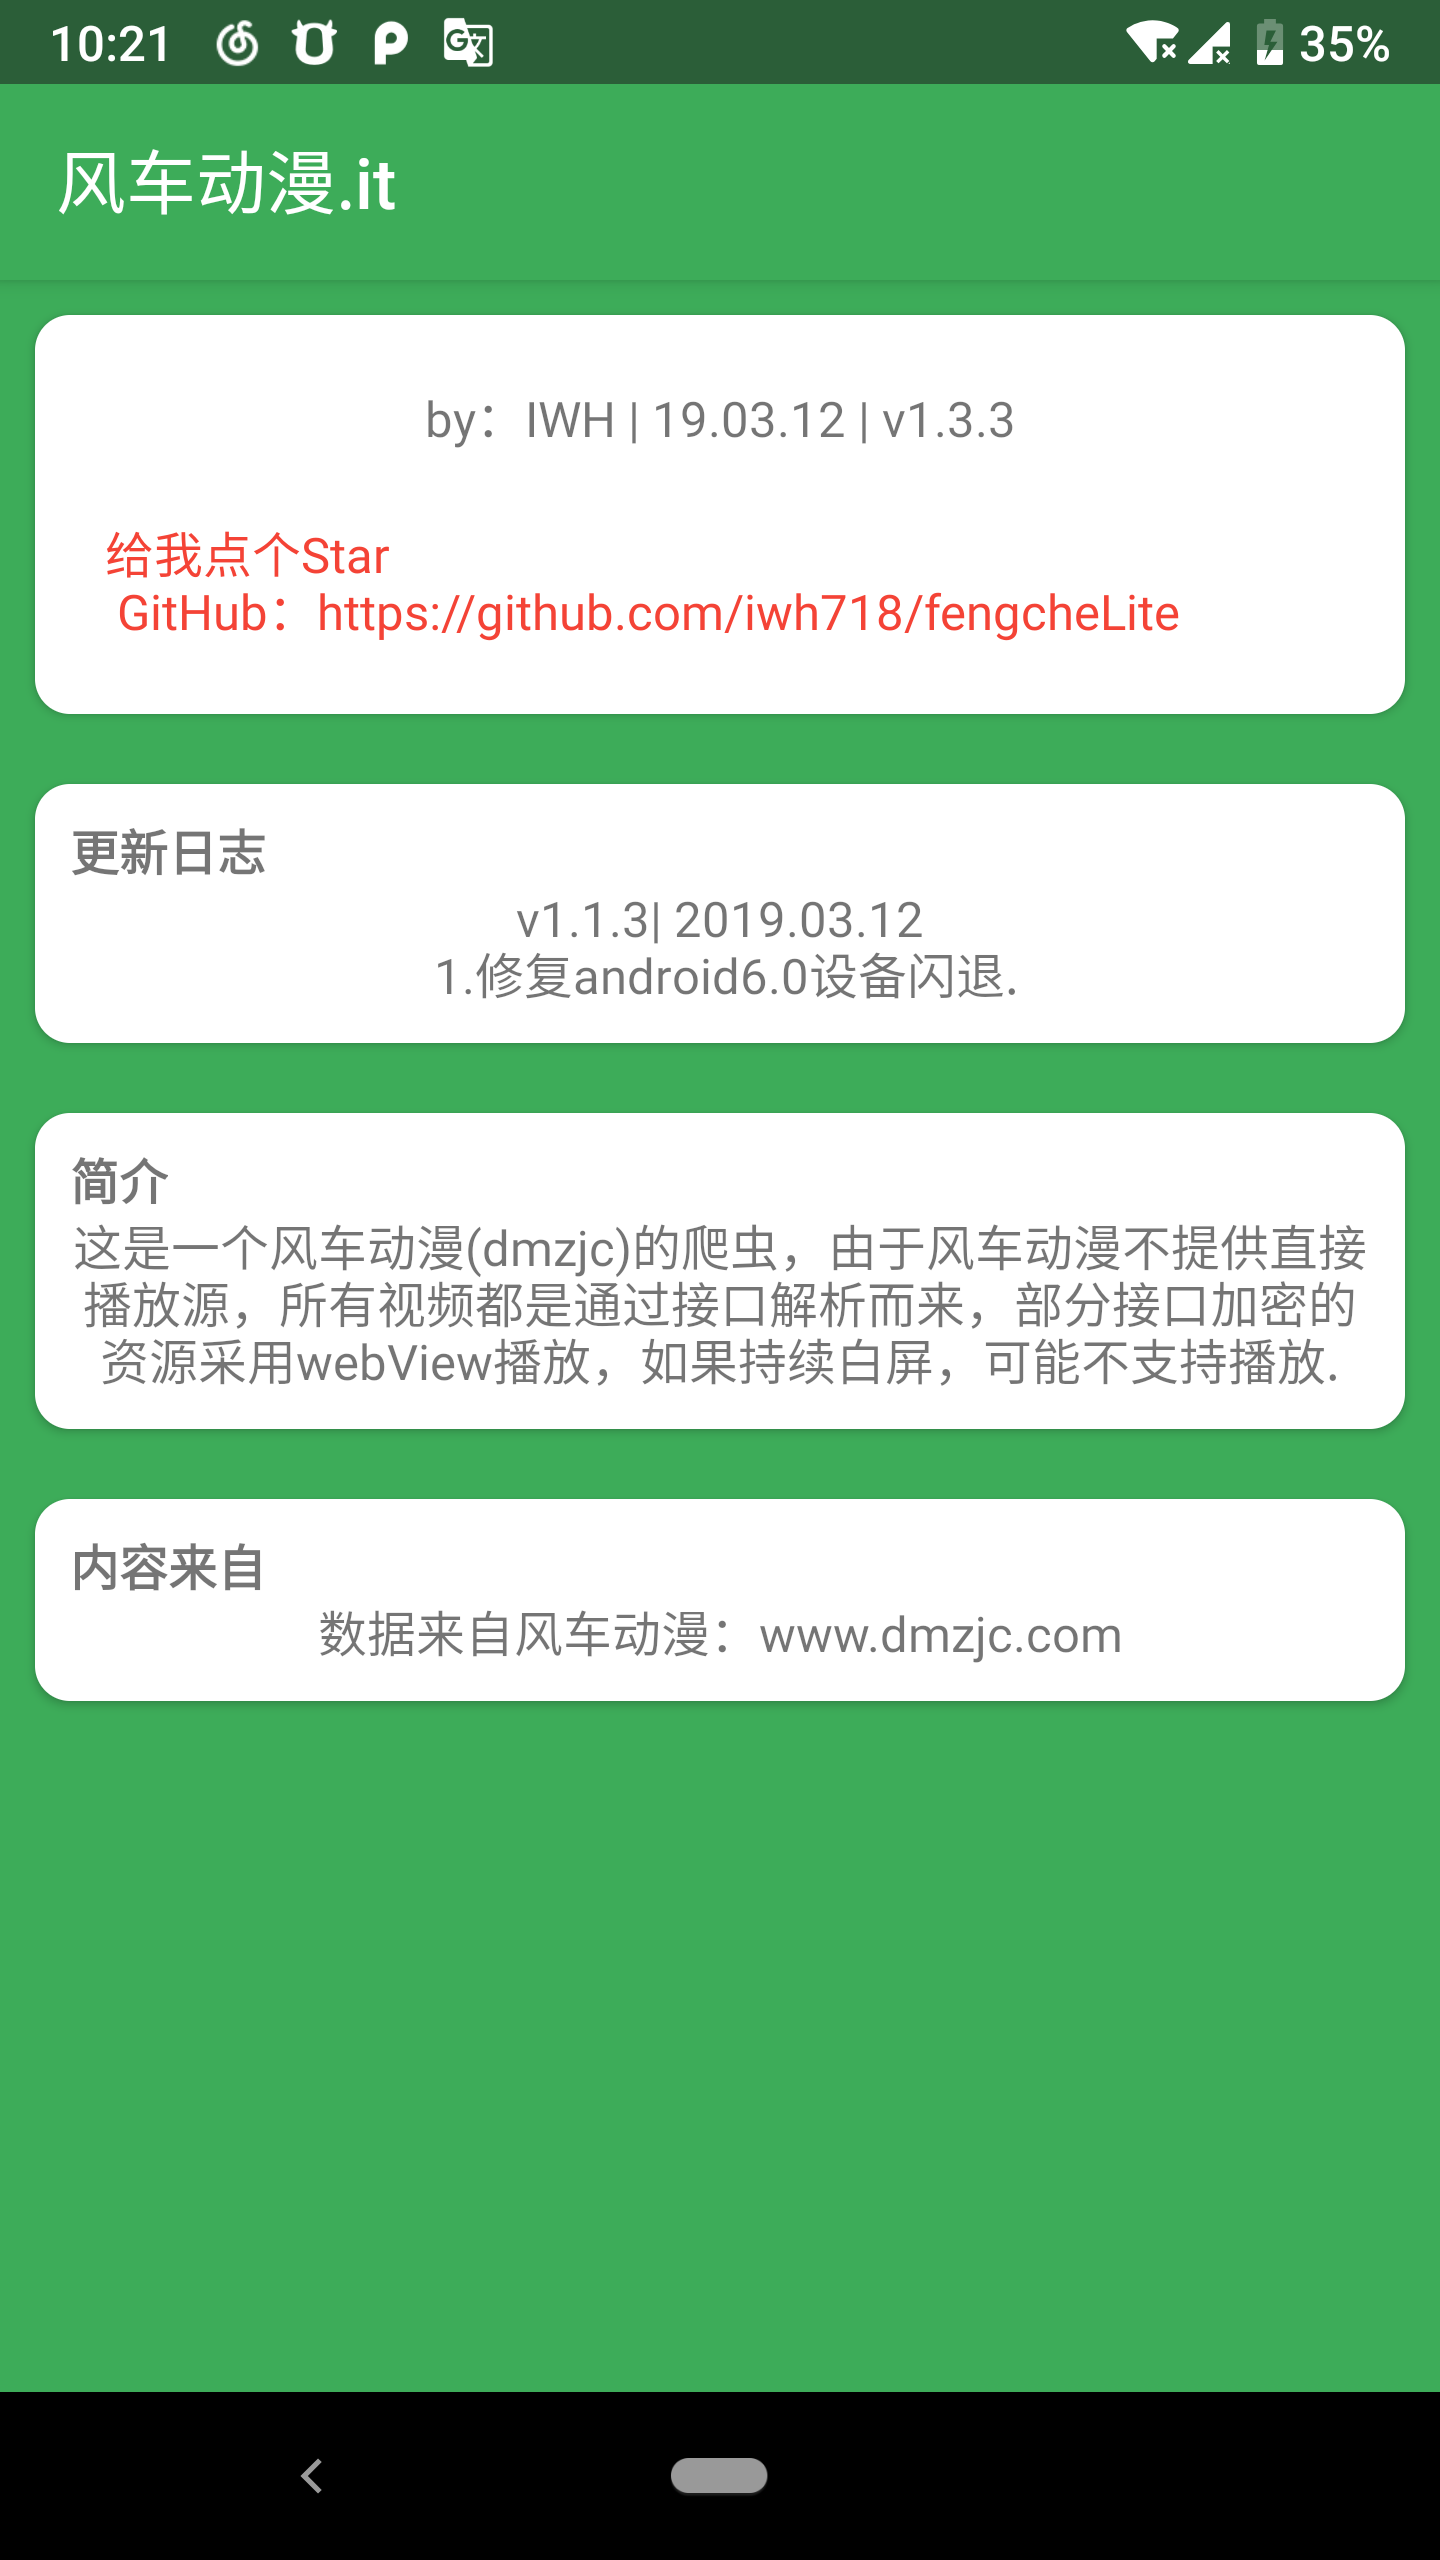 10:21
35%
风车动漫.it
by：IWH | 19.03.12 | v1.3.3
给我点个Star
GitHub：https://github.com/iwh718/fengcheLite
更新日志
v1.1.3| 2019.03.12
1.修复android6.0设备闪退.
简介
这是一个风车动漫(dmzjc)的爬虫，由于风车动漫不提供直接
播放源，所有视频都是通过接口解析而来，部分接口加密的
资源采用webView播放，如果持续白屏，可能不支持播放.
内容来自
数据来自风车动漫：www.dmzjc.com